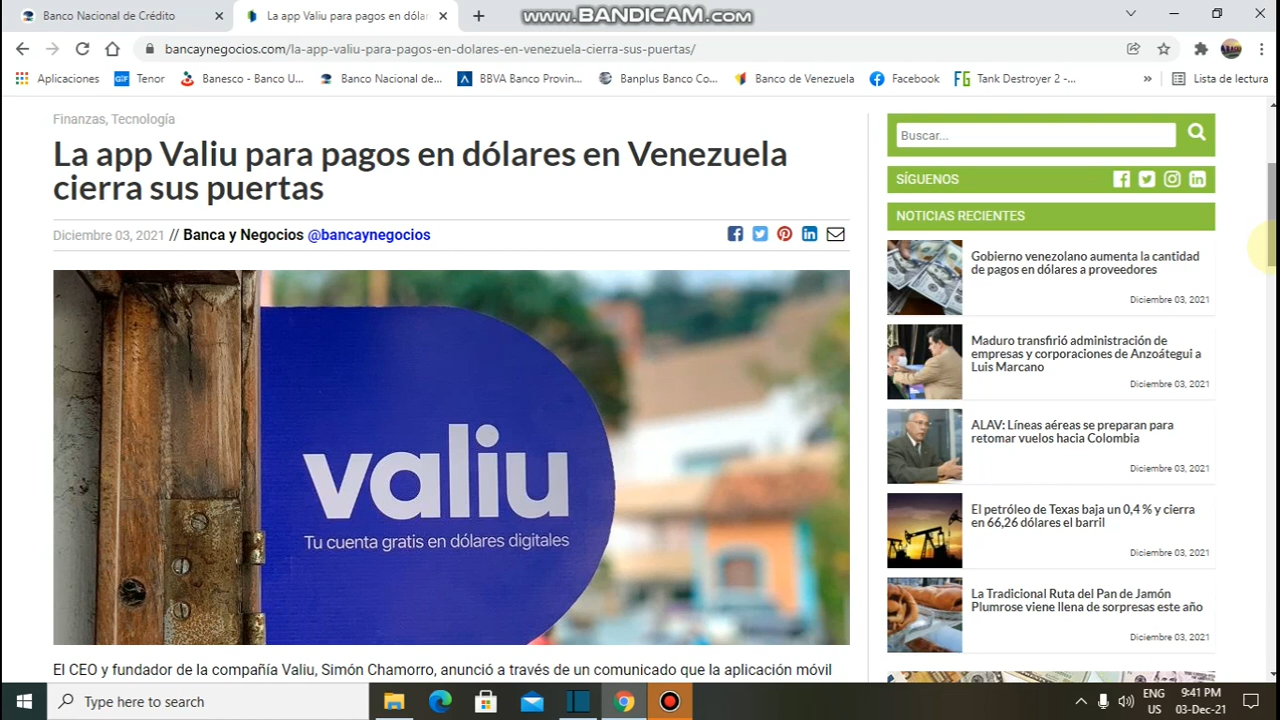 Banco Nacional de Crédito
La app Valiu para pagos en dólar
www.BANDICAM.com
bancaynegocios.com/la-app-valiu-para-pagos-en-dolares-en-venezuela-cierra-sus-puertas/
Aplicaciones
GIF
Tenor
Banesco - Banco U...
Banco Nacional de...
BBVA Banco Provin...
Banplus Banco Co...
Banco de Venezuela
Facebook
FG
Tank Destroyer 2 -...
»
Lista de lectura
Finanzas, Tecnología
La app Valiu para pagos en dólares en Venezuela
cierra sus puertas
Diciembre 03, 2021 // Banca y Negocios @bancaynegocios
valiu
Tu cuenta gratis en dólares digitales
El CEO y fundador de la compañía Valiu, Simón Chamorro, anunció a través de un comunicado que la aplicación móvil
Buscar...
SÍGUENOS
NOTICIAS RECIENTES
Gobierno venezolano aumenta la cantidad
de pagos en dólares a proveedores
Diciembre 03, 2021
Maduro transfirió administración de
empresas y corporaciones de Anzoátegui a
Luis Marcano
Diciembre 03, 2021
ALAV: Líneas aéreas se preparan para
retomar vuelos hacia Colombia
Diciembre 03, 2021
El petróleo de Texas baja un 0,4 % y cierra
en 66,26 dólares el barril
Diciembre 03, 2021
La Tradicional Ruta del Pan de Jamón
Plumrose viene llena de sorpresas este año
Diciembre 03, 2021
Type here to search
ENG
US
9:41 PM
03-Dec-21